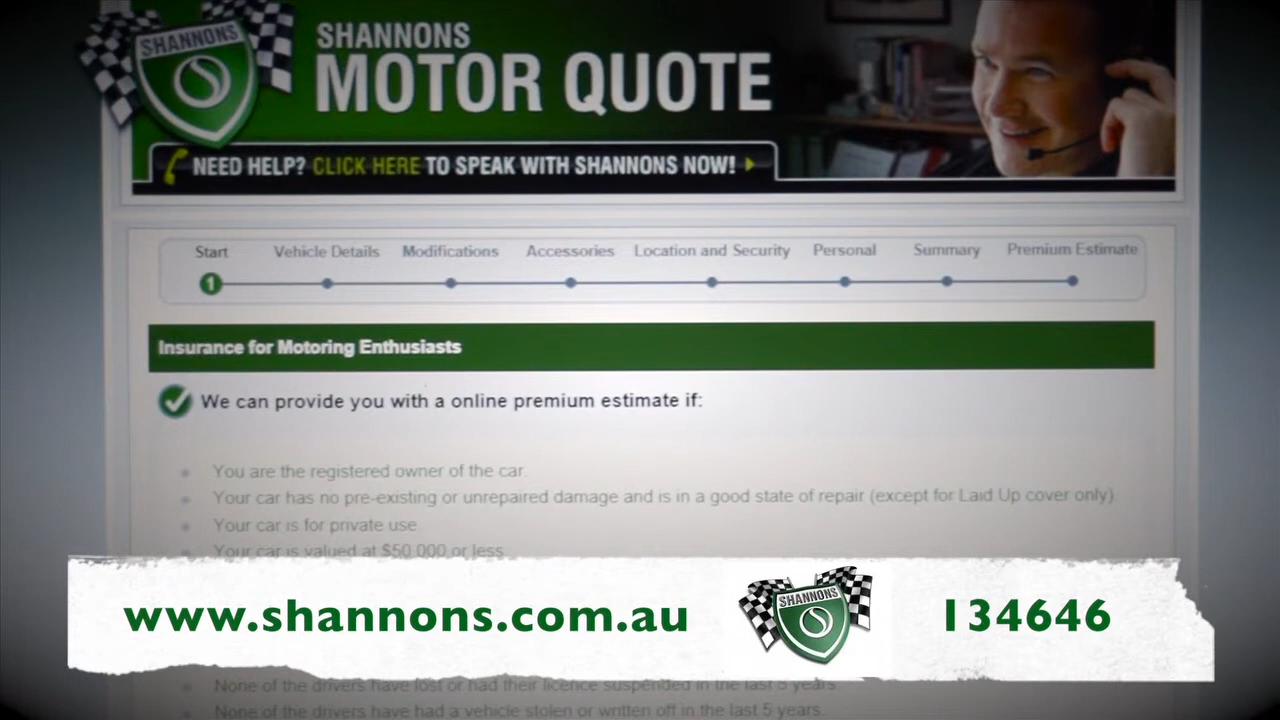 SHANNONS
SHANNONS
MOTOR QUOTE
NEED HELP? CLICK HERE TO SPEAK WITH SHANNONS NOW!
Start Vehicle Details Modifications Accessories Location and Security Personal Summary Premium Estimate
1
Insurance for Motoring Enthusiasts
We can provide you with a online premium estimate if:
You are the registered owner of the car.
Your car has no pre-existing or unrepaired damage and is in a good state of repair (except for Laid Up cover only).
Your car is for private use.
Your car is valued at $50,000 or less.
www.shannons.com.au SHANNONS 134646
None of the drivers have lost or had their licence suspended in the last 5 years.
None of the drivers have had a vehicle stolen or written off in the last 5 years.